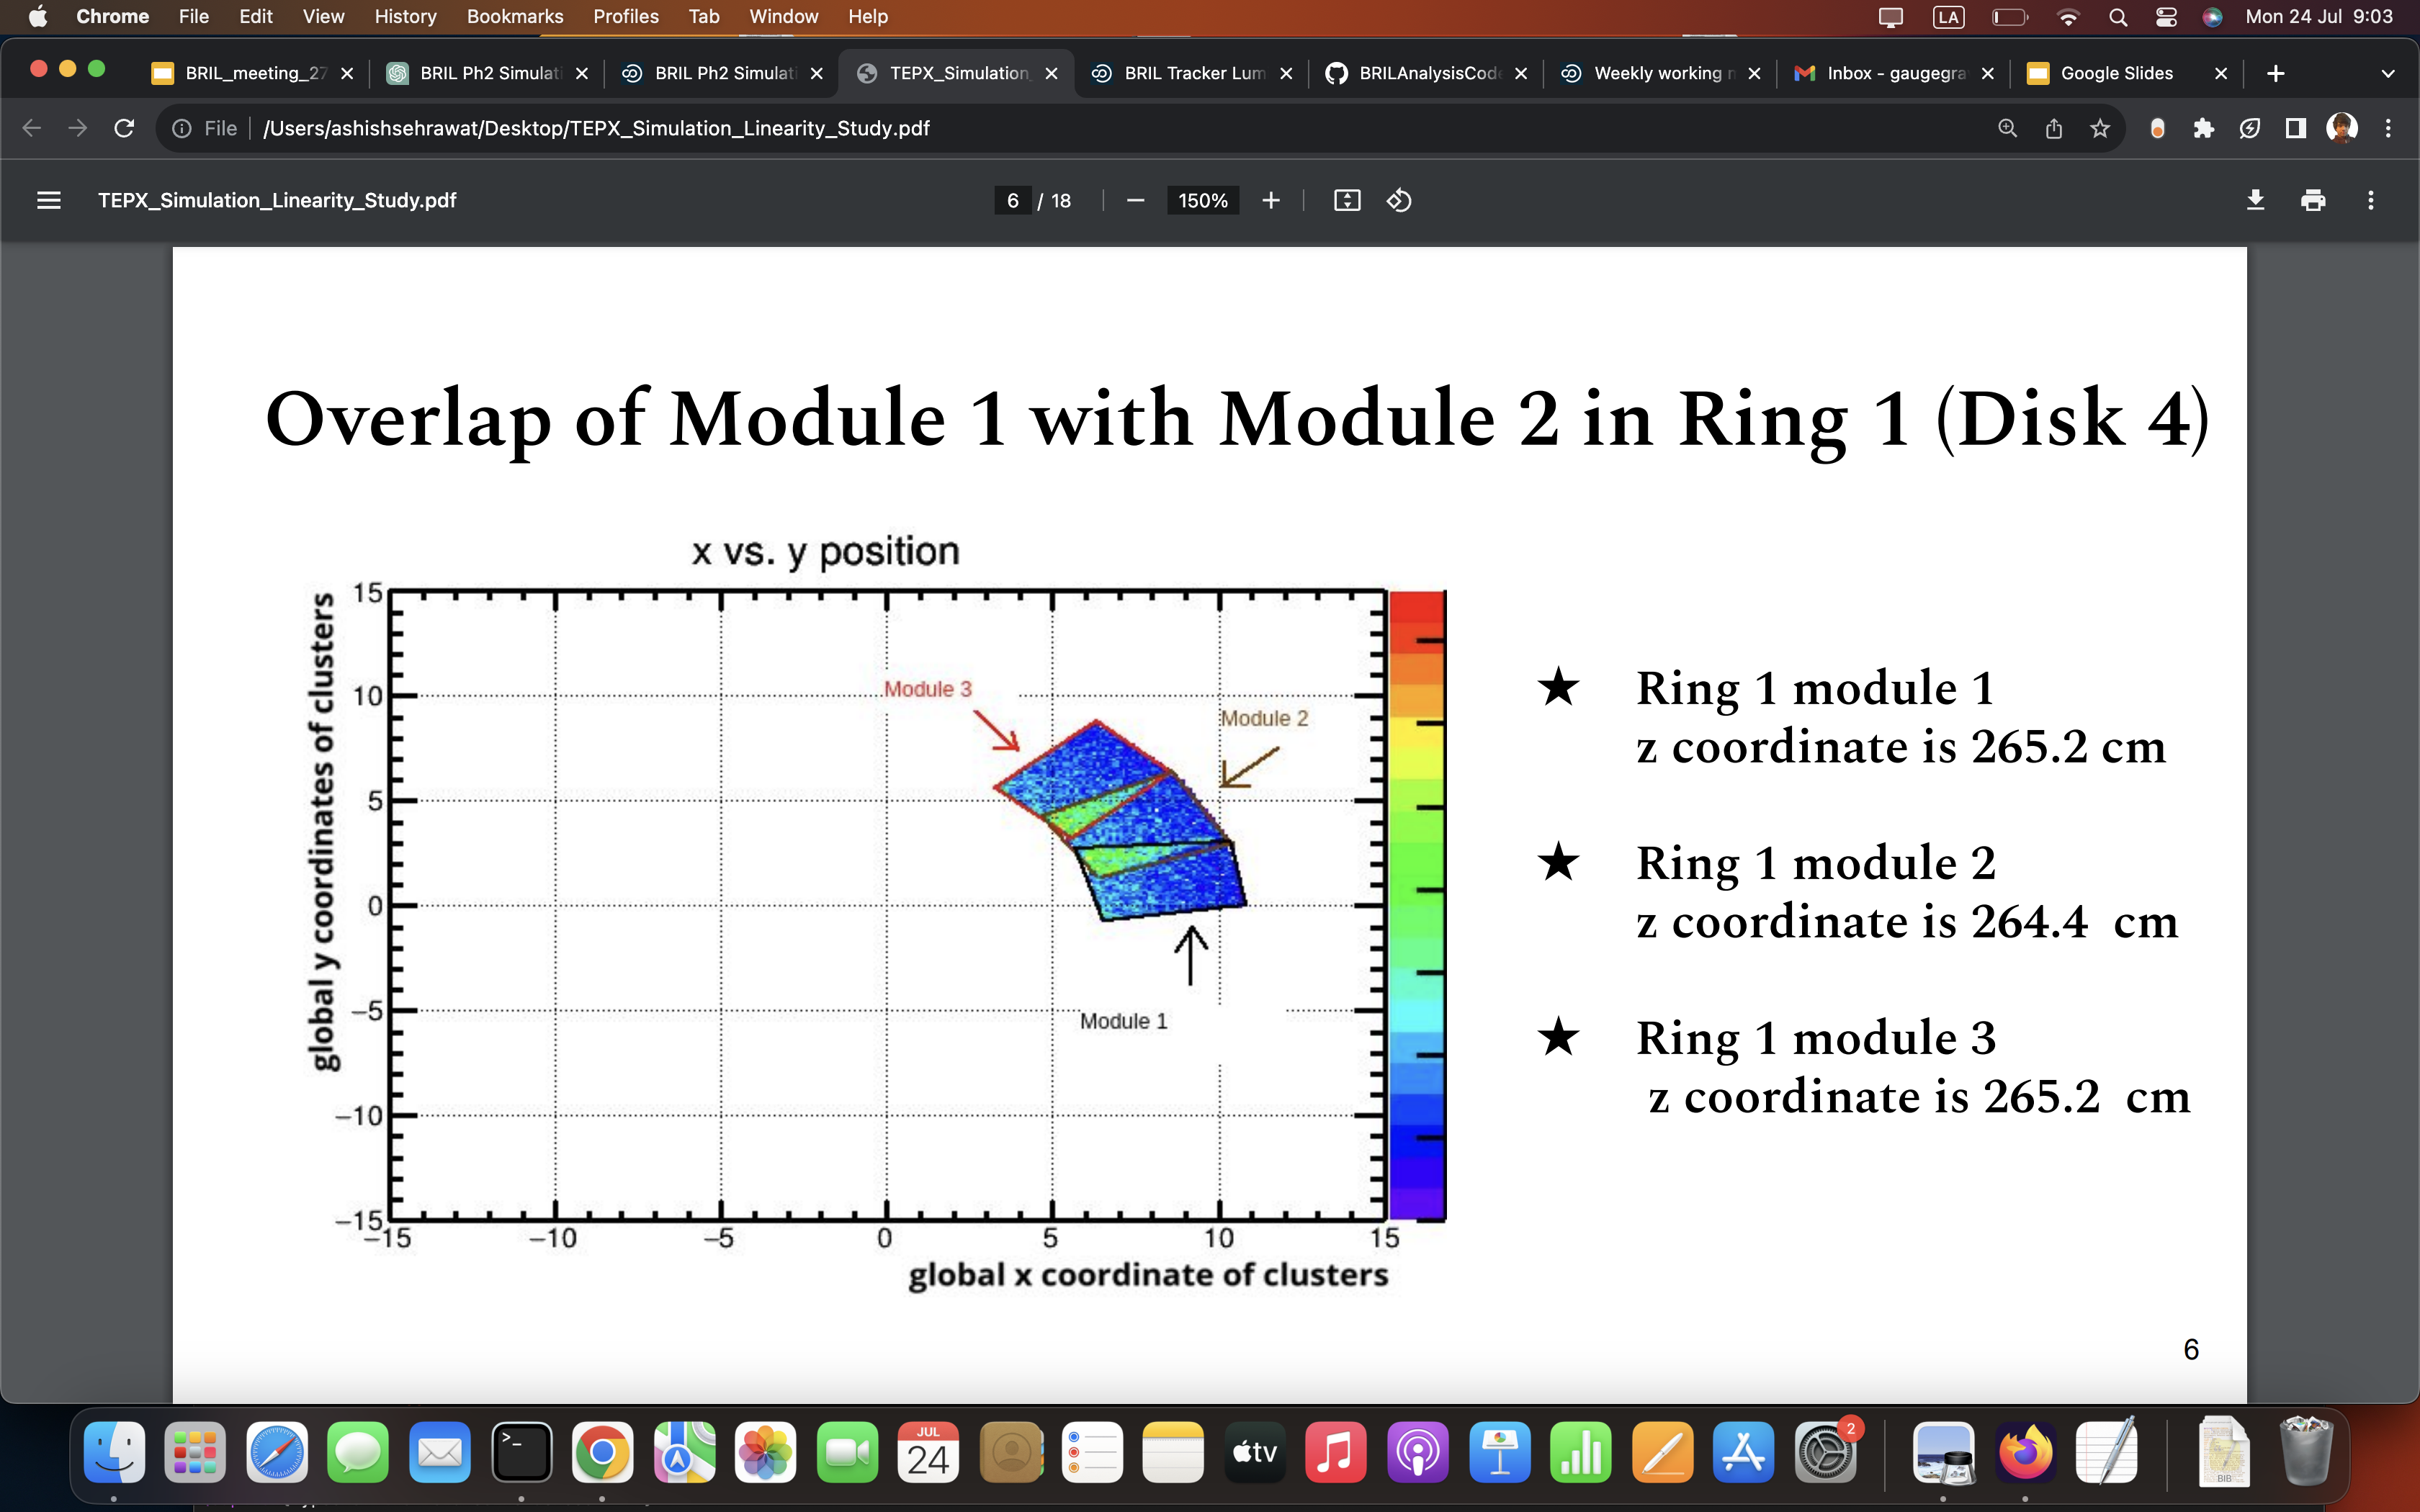 Chrome File Edit View History Bookmarks Profiles Tab Window Help LA Mon 24 Jul 9:03
BRIL_meeting_27 BRIL Ph2 Simulati BRIL Ph2 Simulati TEPX_Simulation_ BRIL Tracker Lum BRILAnalysisCode Weekly working Inbox - gaugegra Google Slides
File /Users/ashishsehrawat/Desktop/TEPX_Simulation_Linearity_Study.pdf
TEPX_Simulation_Linearity_Study.pdf 6 / 18 150%
Overlap of Module 1 with Module 2 in Ring 1 (Disk 4)
x vs. y position
global y coordinates of clusters
15
10
5
0
−5
−10
−15
Module 3
Module 2
Module 1
−15 −10 −5 0 5 10 15
global x coordinate of clusters
★ Ring 1 module 1
z coordinate is 265.2 cm
★ Ring 1 module 2
z coordinate is 264.4 cm
★ Ring 1 module 3
z coordinate is 265.2 cm
6
JUL
24
tv
2
BIB